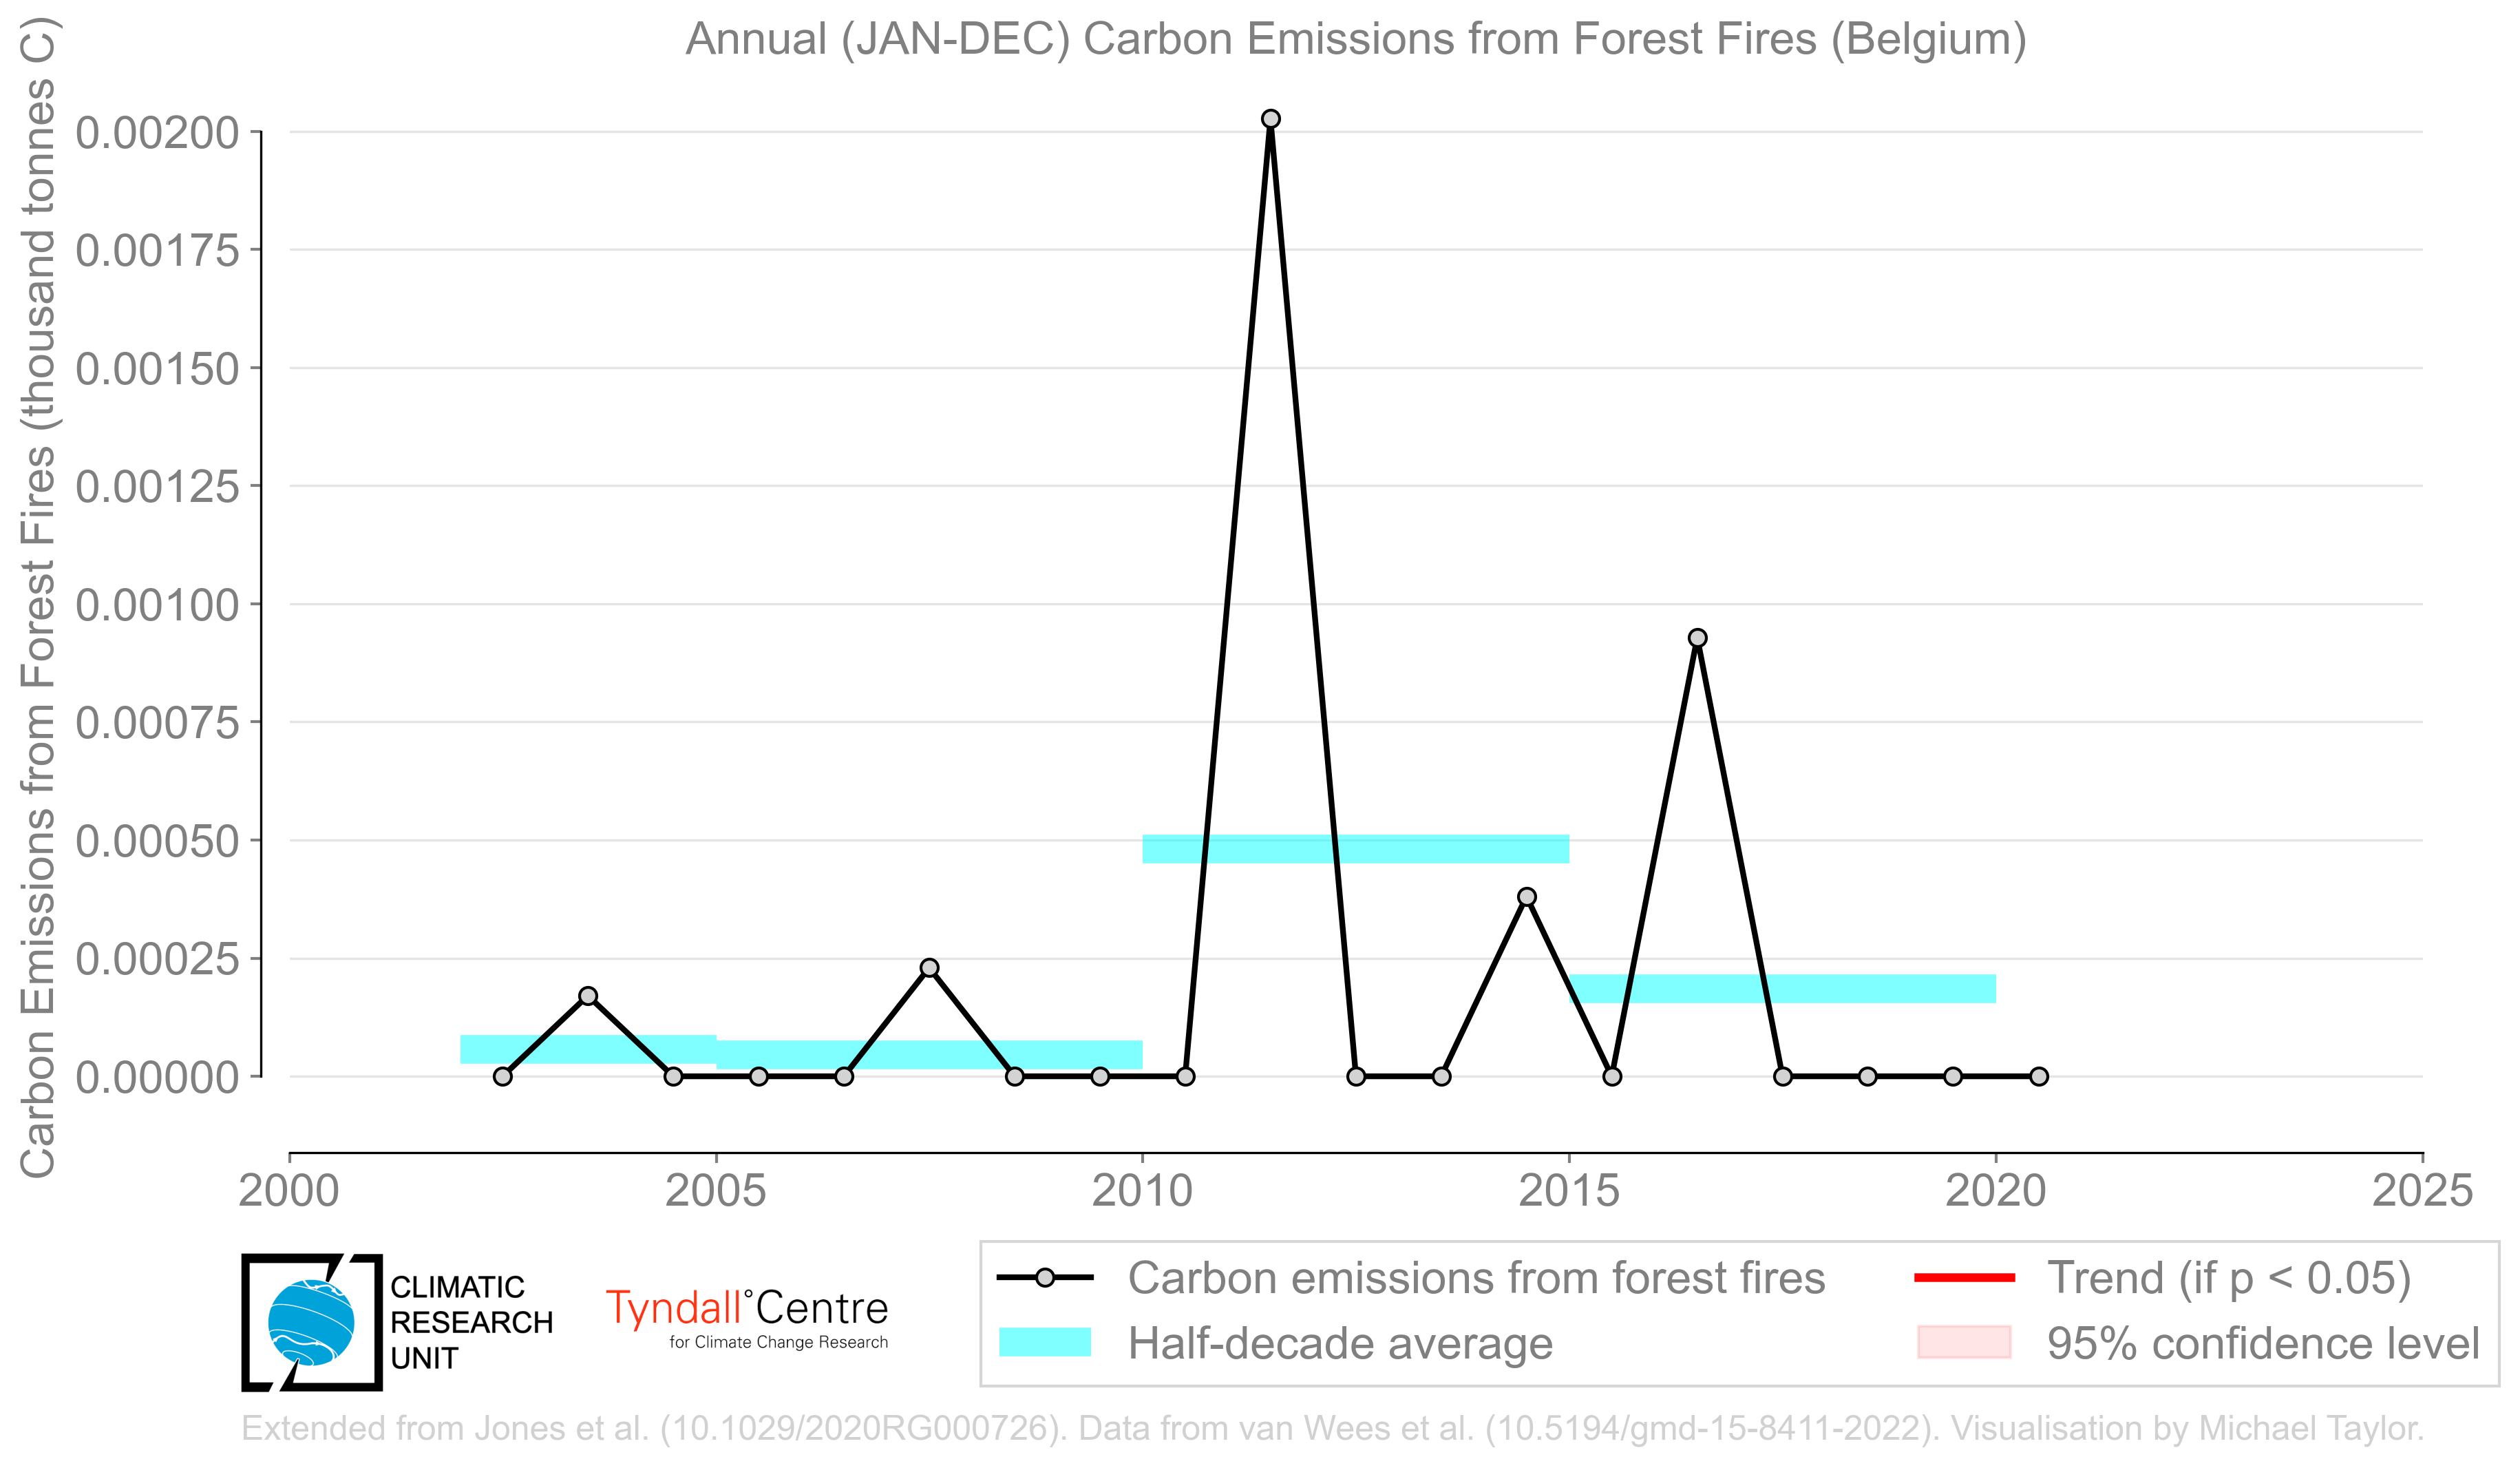 Annual (JAN-DEC) Carbon Emissions from Forest Fires (Belgium)
Carbon Emissions from Forest Fires (thousand tonnes C)
0.00200
0.00175
0.00150
0.00125
0.00100
0.00075
0.00050
0.00025
0.00000
2000 2005 2010 2015 2020 2025
CLIMATIC
RESEARCH
UNIT
Tyndall°Centre
for Climate Change Research
Carbon emissions from forest fires
Half-decade average
Trend (if p < 0.05)
95% confidence level
Extended from Jones et al. (10.1029/2020RG000726). Data from van Wees et al. (10.5194/gmd-15-8411-2022). Visualisation by Michael Taylor.